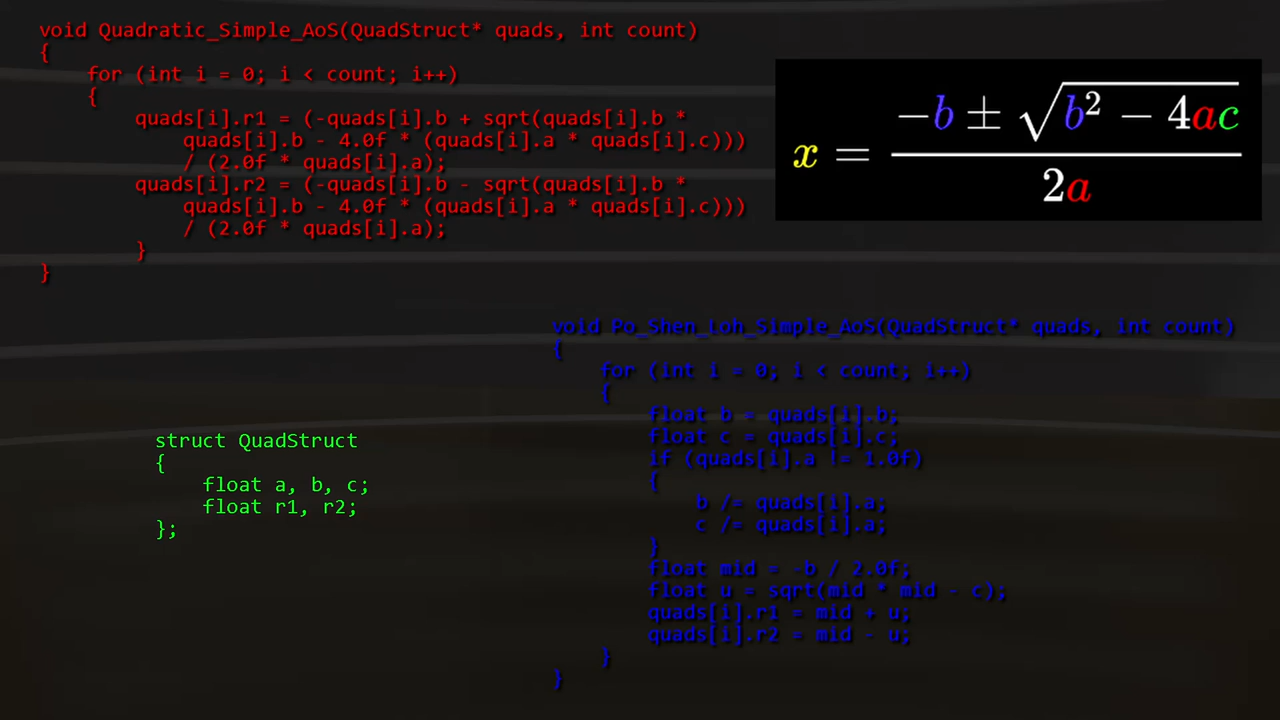 void Quadratic_Simple_AoS(QuadStruct* quads, int count)
{
    for (int i = 0; i < count; i++)
    {
        quads[i].r1 = (-quads[i].b + sqrt(quads[i].b *
            quads[i].b - 4.0f * (quads[i].a * quads[i].c)))
            / (2.0f * quads[i].a);
        quads[i].r2 = (-quads[i].b - sqrt(quads[i].b *
            quads[i].b - 4.0f * (quads[i].a * quads[i].c)))
            / (2.0f * quads[i].a);
        }
}
x = (-b ± √(b² − 4ac)) / 2a
struct QuadStruct
{
    float a, b, c;
    float r1, r2;
};
void Po_Shen_Loh_Simple_AoS(QuadStruct* quads, int count)
{
    for (int i = 0; i < count; i++)
    {
        float b = quads[i].b;
        float c = quads[i].c;
        if (quads[i].a != 1.0f)
        {
            b /= quads[i].a;
            c /= quads[i].a;
        }
        float mid = -b / 2.0f;
        float u = sqrt(mid * mid - c);
        quads[i].r1 = mid + u;
        quads[i].r2 = mid - u;
    }
}